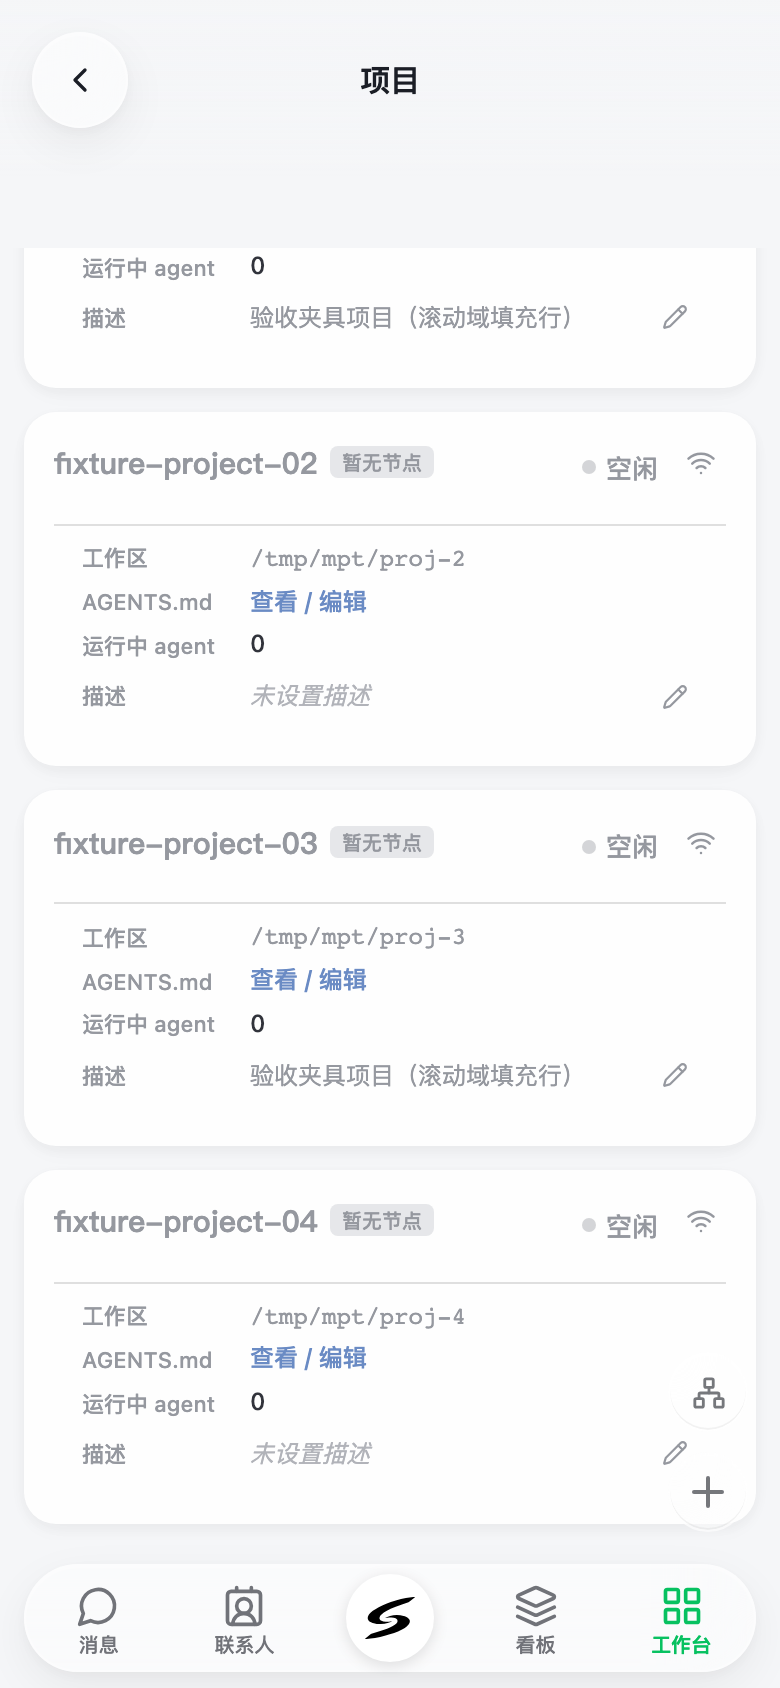 项目
运行中 agent 0
描述 验收夹具项目（滚动域填充行）
fixture-project-02 暂无节点 空闲
工作区 /tmp/mpt/proj-2
AGENTS.md 查看 / 编辑
运行中 agent 0
描述 未设置描述
fixture-project-03 暂无节点 空闲
工作区 /tmp/mpt/proj-3
AGENTS.md 查看 / 编辑
运行中 agent 0
描述 验收夹具项目（滚动域填充行）
fixture-project-04 暂无节点 空闲
工作区 /tmp/mpt/proj-4
AGENTS.md 查看 / 编辑
运行中 agent 0
描述 未设置描述
消息 联系人 看板 工作台